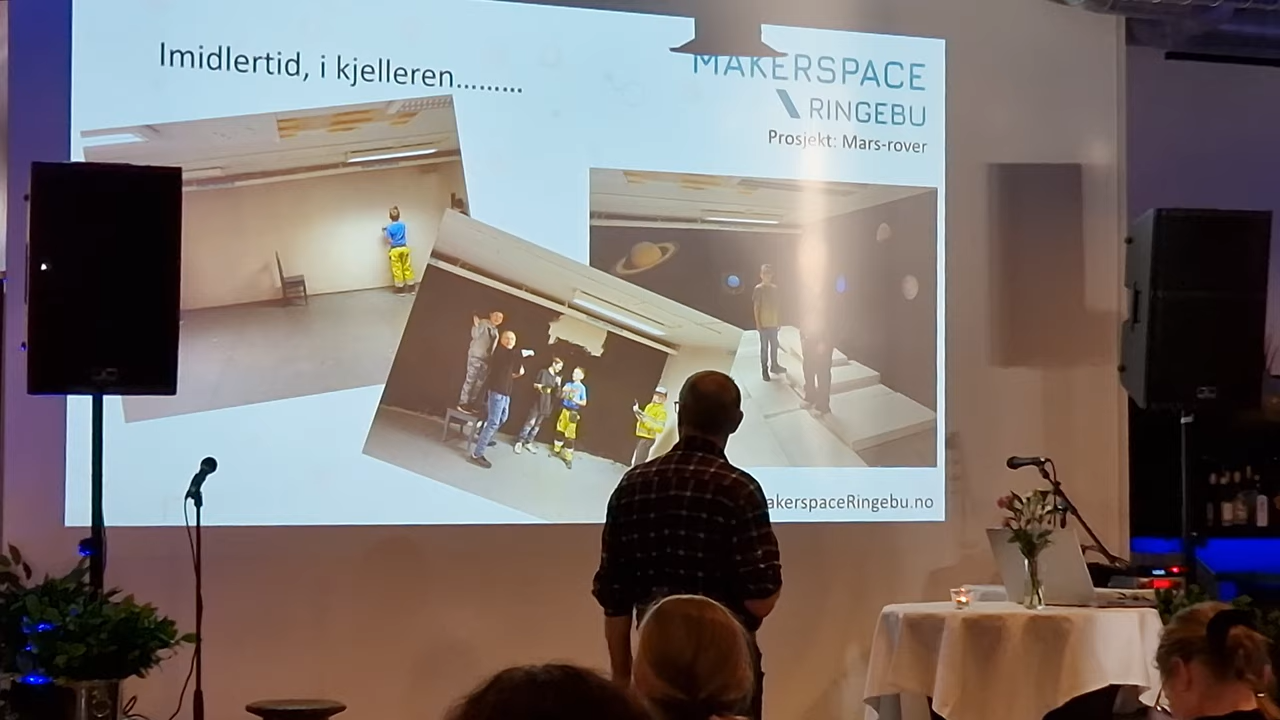 Imidlertid, i kjelleren.........
MAKERSPACE
RINGEBU
Prosjekt: Mars-rover
akerspaceRingebu.no